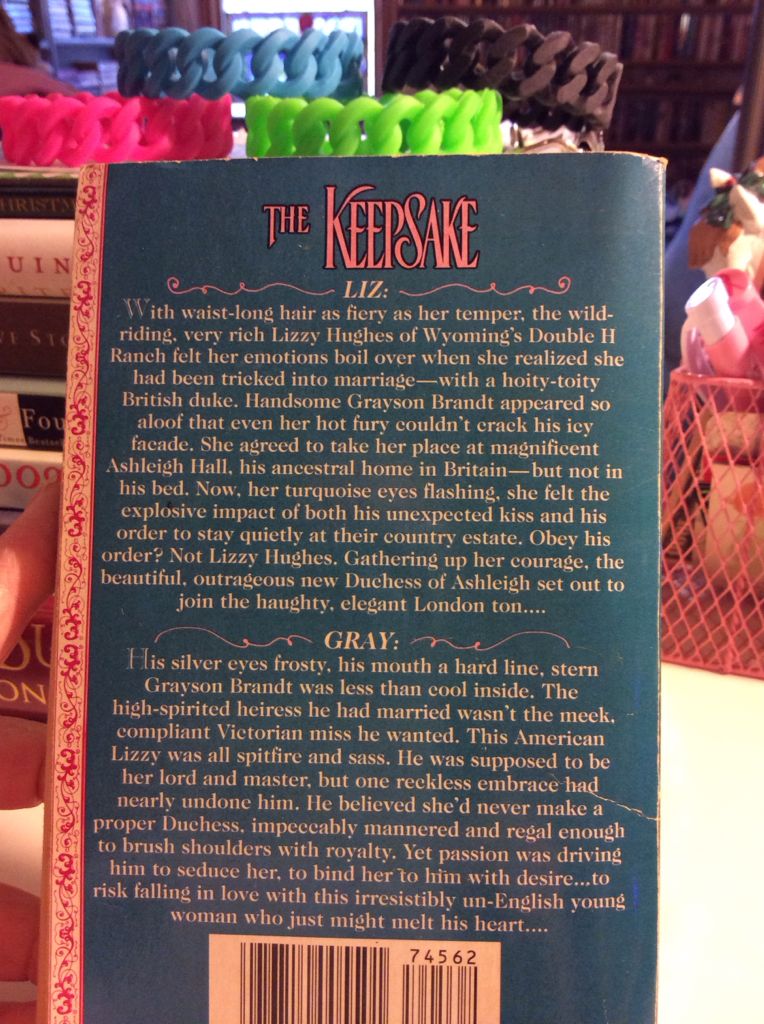 THE KEEPSAKE
LIZ:
With waist-long hair as fiery as her temper, the wild-
riding, very rich Lizzy Hughes of Wyoming's Double H
Ranch felt her emotions boil over when she realized she
had been tricked into marriage—with a hoity-toity
British duke. Handsome Grayson Brandt appeared so
aloof that even her hot fury couldn't crack his icy
facade. She agreed to take her place at magnificent
Ashleigh Hall, his ancestral home in Britain—but not in
his bed. Now, her turquoise eyes flashing, she felt the
explosive impact of both his unexpected kiss and his
order to stay quietly at their country estate. Obey his
order? Not Lizzy Hughes. Gathering up her courage, the
beautiful, outrageous new Duchess of Ashleigh set out to
join the haughty, elegant London ton....
GRAY:
His silver eyes frosty, his mouth a hard line, stern
Grayson Brandt was less than cool inside. The
high-spirited heiress he had married wasn't the meek,
compliant Victorian miss he wanted. This American
Lizzy was all spitfire and sass. He was supposed to be
her lord and master, but one reckless embrace had
nearly undone him. He believed she'd never make a
proper Duchess, impeccably mannered and regal enough
to brush shoulders with royalty. Yet passion was driving
him to seduce her, to bind her to him with desire...to
risk falling in love with this irresistibly un-English young
woman who just might melt his heart....
74562